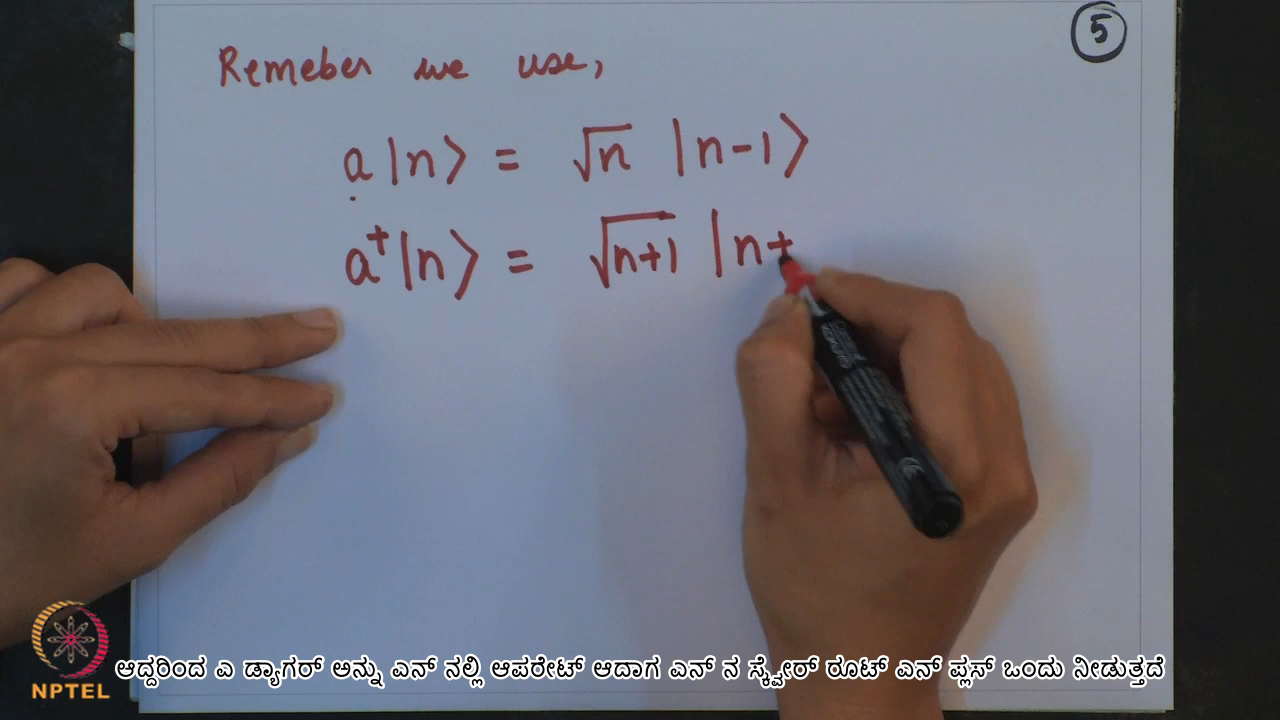 5
Remeber we use,
a |n⟩ = √n |n-1⟩
a† |n⟩ = √n+1 |n+
NPTEL
ಆದ್ದರಿಂದ ಎ ಡ್ಯಾಗರ್ ಅನ್ನು ಎನ್ ನಲ್ಲಿ ಆಪರೇಟ್ ಆದಾಗ ಎನ್ ನ ಸ್ಕ್ವೇರ್ ರೂಟ್ ಎನ್ ಪ್ಲಸ್ ಒಂದು ನೀಡುತ್ತದೆ